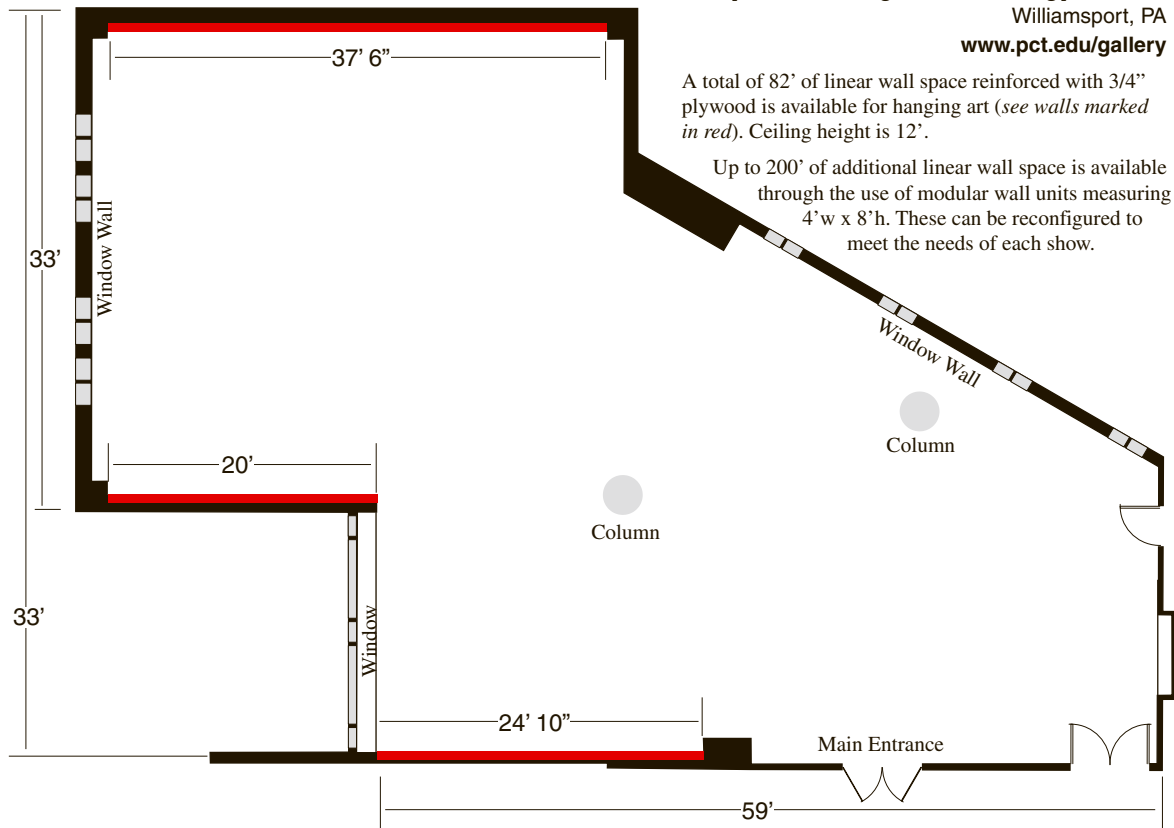 Williamsport, PA
www.pct.edu/gallery
37’ 6”
A total of 82’ of linear wall space reinforced with 3/4”
plywood is available for hanging art (see walls marked
in red). Ceiling height is 12’.
Up to 200’ of additional linear wall space is available
through the use of modular wall units measuring
4’w x 8’h. These can be reconfigured to
meet the needs of each show.
Window Wall
33’
Window Wall
Column
20’
Column
33’
Window
24’ 10”
Main Entrance
59’